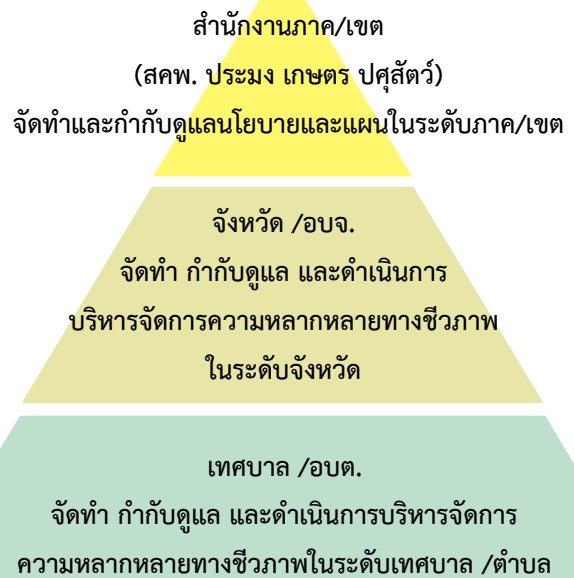 สำนักงานภาค/เขต
(สคพ. ประมง เกษตร ปศุสัตว์)
จัดทำและกำกับดูแลนโยบายและแผนในระดับภาค/เขต
จังหวัด /อบจ.
จัดทำ กำกับดูแล และดำเนินการ
บริหารจัดการความหลากหลายทางชีวภาพ
ในระดับจังหวัด
เทศบาล /อบต.
จัดทำ กำกับดูแล และดำเนินการบริหารจัดการ
ความหลากหลายทางชีวภาพในระดับเทศบาล /ตำบล